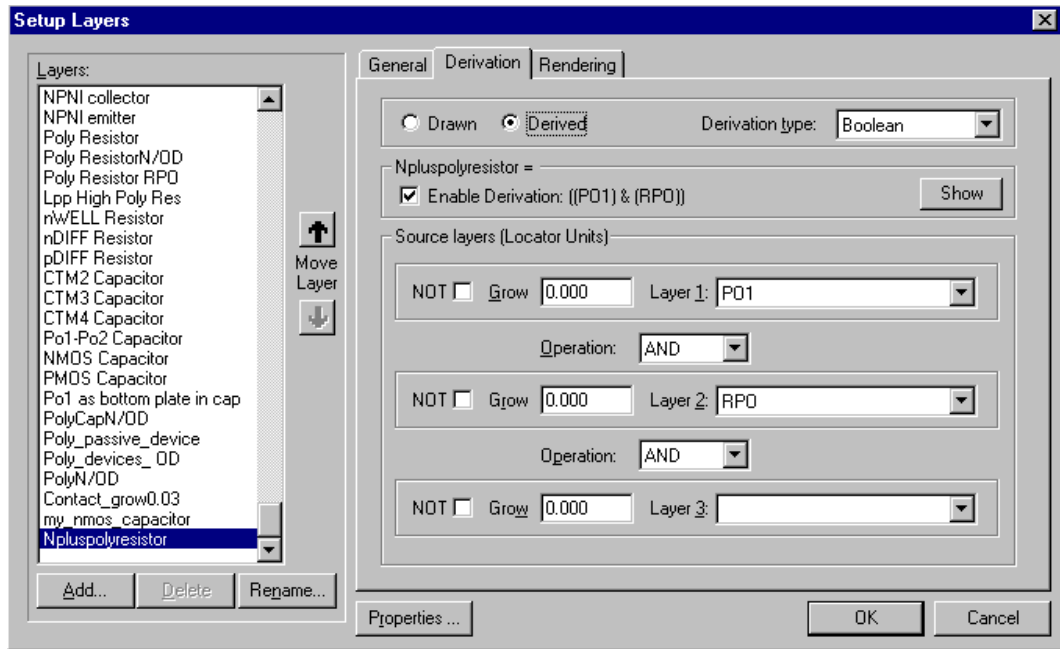 Setup Layers
Layers:
NPNI collector
NPNI emitter
Poly Resistor
Poly ResistorN/OD
Poly Resistor RPO
Lpp High Poly Res
nWELL Resistor
nDIFF Resistor
pDIFF Resistor
CTM2 Capacitor
CTM3 Capacitor
CTM4 Capacitor
Po1-Po2 Capacitor
NMOS Capacitor
PMOS Capacitor
Po1 as bottom plate in cap
PolyCapN/OD
Poly_passive_device
Poly_devices_ OD
PolyN/OD
Contact_grow0.03
my_nmos_capacitor
Npluspolyresistor
Move
Layer
Add...
Delete
Rename...
General
Derivation
Rendering
Drawn
Derived
Derivation type:
Boolean
Npluspolyresistor =
Enable Derivation: ((PO1) & (RPO))
Show
Source layers (Locator Units)
NOT
Grow
0.000
Layer 1:
PO1
Operation:
AND
NOT
Grow
0.000
Layer 2:
RPO
Operation:
AND
NOT
Grow
0.000
Layer 3:
Properties ...
OK
Cancel